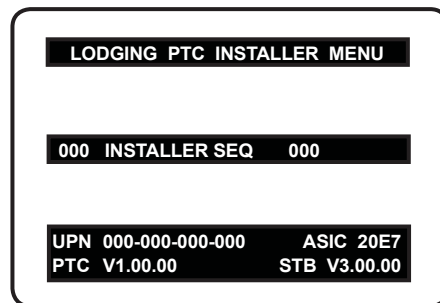 LODGING PTC INSTALLER MENU
000 INSTALLER SEQ 000
UPN 000-000-000-000 ASIC 20E7
PTC V1.00.00 STB V3.00.00